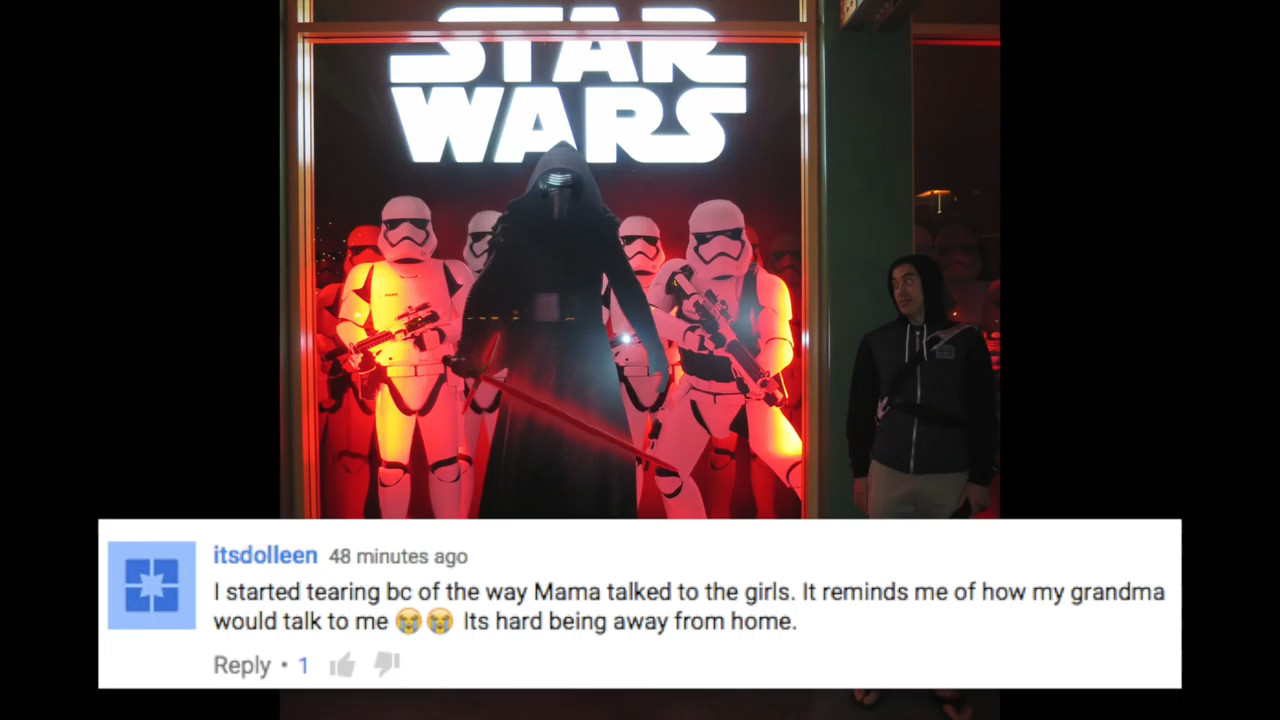 STAR
WARS
itsdolleen 48 minutes ago
I started tearing bc of the way Mama talked to the girls. It reminds me of how my grandma
would talk to me 😭😭 Its hard being away from home.
Reply • 1